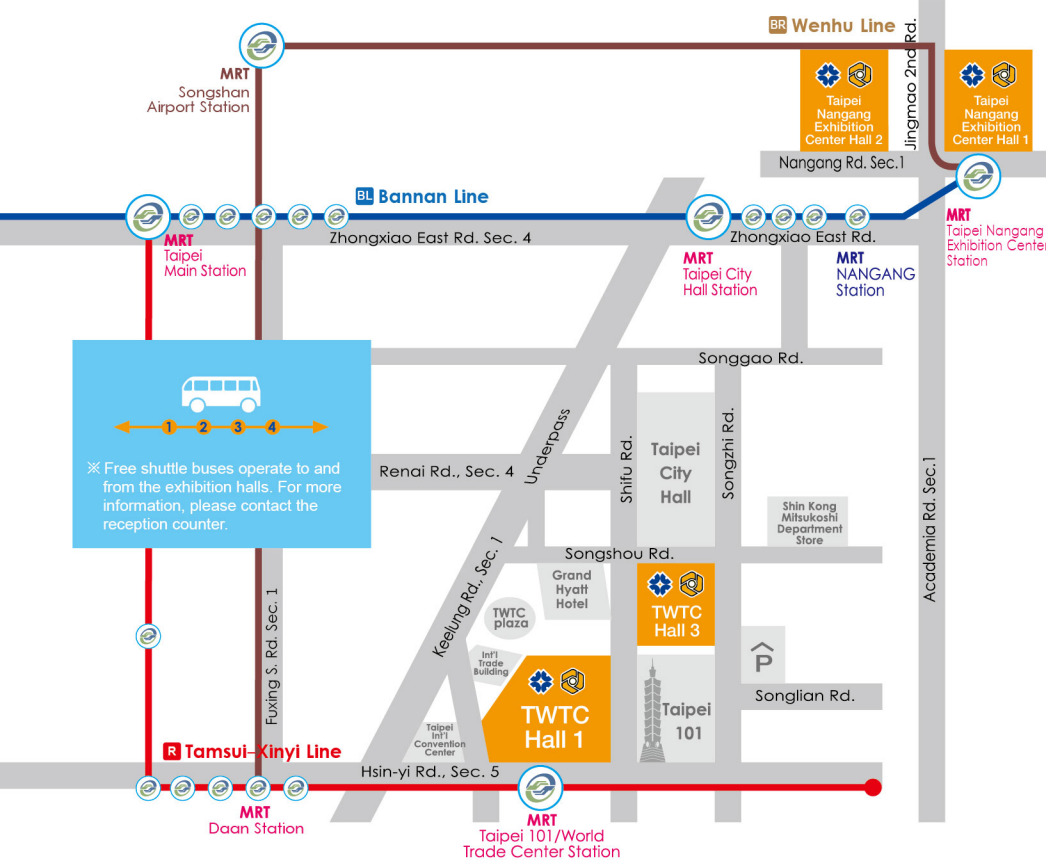 BR Wenhu Line
MRT
Songshan
Airport Station
Taipei
Nangang
Exhibition
Center Hall 2
Jingmao 2nd Rd.
Taipei
Nangang
Exhibition
Center Hall 1
Nangang Rd. Sec.1
BL Bannan Line
MRT
Taipei
Main Station
Zhongxiao East Rd. Sec. 4
Zhongxiao East Rd.
MRT
Taipei City
Hall Station
MRT
NANGANG
Station
MRT
Taipei Nangang
Exhibition Center
Station
Songgao Rd.
1 2 3 4
※ Free shuttle buses operate to and
from the exhibition halls. For more
information, please contact the
reception counter.
Renai Rd., Sec. 4
Underpass
Shifu Rd.
Taipei
City
Hall
Songzhi Rd.
Shin Kong
Mitsukoshi
Department
Store
Academia Rd. Sec.1
Songshou Rd.
Keelung Rd., Sec. 1
Grand
Hyatt
Hotel
TWTC
plaza
TWTC
Hall 3
Fuxing S. Rd. Sec. 1
Int'l
Trade
Building
P
Songlian Rd.
TWTC
Hall 1
Taipei
101
Taipei
Int'l
Convention
Center
R Tamsui-Xinyi Line
Hsin-yi Rd., Sec. 5
MRT
Daan Station
MRT
Taipei 101/World
Trade Center Station